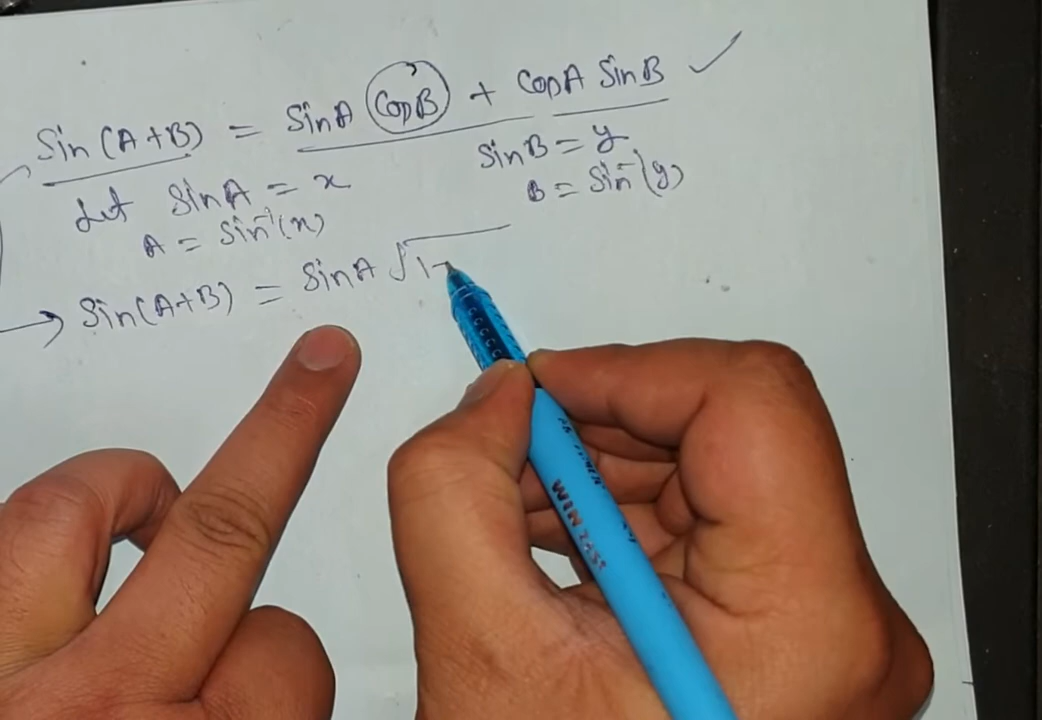 Sin(A+B) = SinA CosB + CosA SinB ✓
Let SinA = x
A = Sin⁻¹(x)
SinB = y
B = Sin⁻¹(y)
→ Sin(A+B) = SinA √1-
WIN